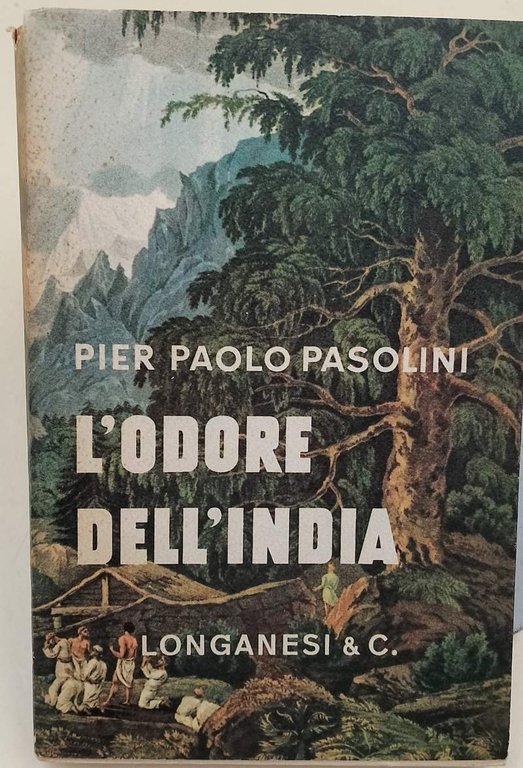 PIER PAOLO PASOLINI
L'ODORE
DELL'INDIA
LONGANESI & C.